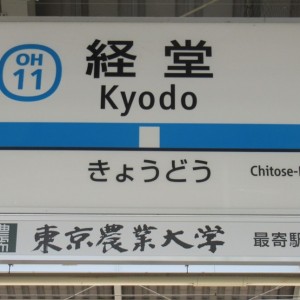 OH
11
経堂
Kyodo
きょうどう
Chitose-
東京農業大学 最寄駅